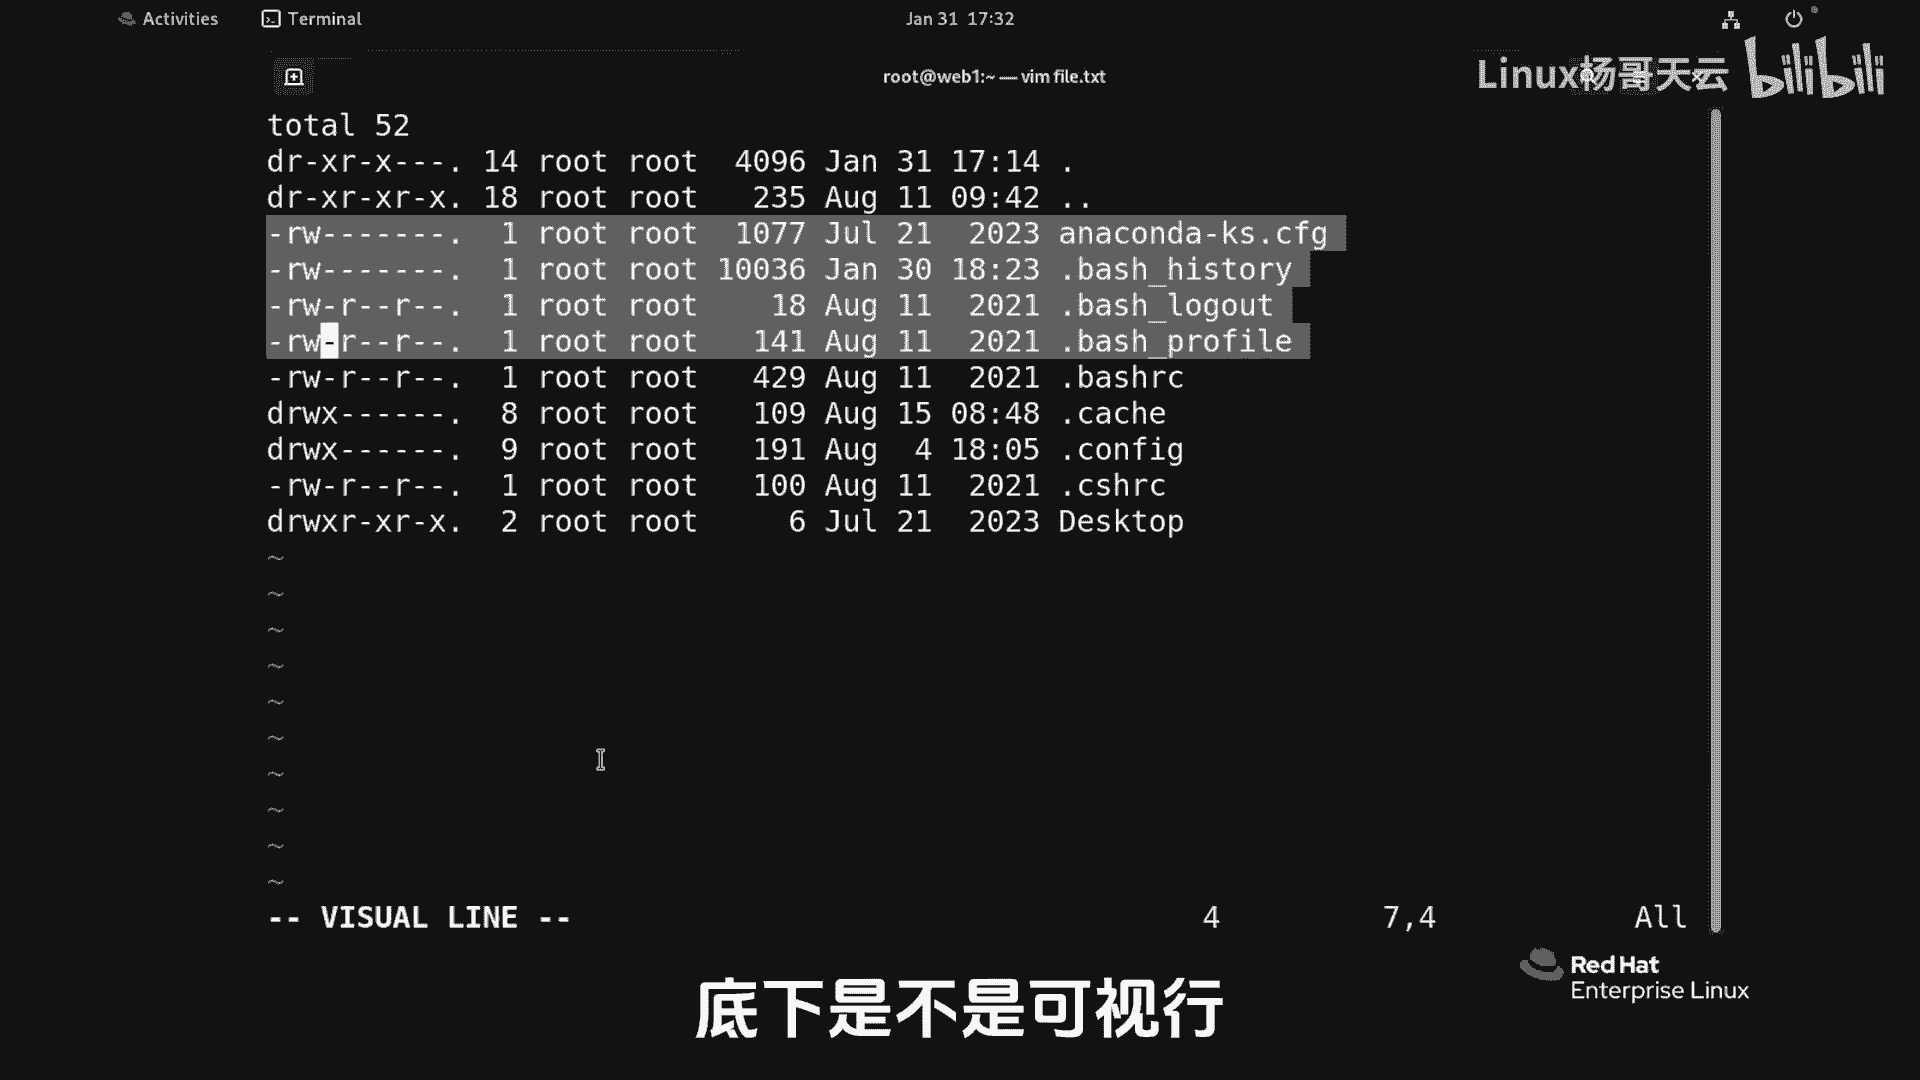 Activities Terminal Jan 31 17:32
root@web1:~ — vim file.txt
Linux杨哥天云 bilibili
total 52
dr-xr-x---. 14 root root  4096 Jan 31 17:14 .
dr-xr-xr-x. 18 root root   235 Aug 11 09:42 ..
-rw-------.  1 root root  1077 Jul 21  2023 anaconda-ks.cfg
-rw-------.  1 root root 10036 Jan 30 18:23 .bash_history
-rw-r--r--.  1 root root    18 Aug 11  2021 .bash_logout
-rw-r--r--.  1 root root   141 Aug 11  2021 .bash_profile
-rw-r--r--.  1 root root   429 Aug 11  2021 .bashrc
drwx------.  8 root root   109 Aug 15 08:48 .cache
drwx------.  9 root root   191 Aug  4 18:05 .config
-rw-r--r--.  1 root root   100 Aug 11  2021 .cshrc
drwxr-xr-x.  2 root root     6 Jul 21  2023 Desktop
~
~
~
~
~
~
~
~
~
~
-- VISUAL LINE -- 4 7,4 All
Red Hat
Enterprise Linux
底下是不是可视行